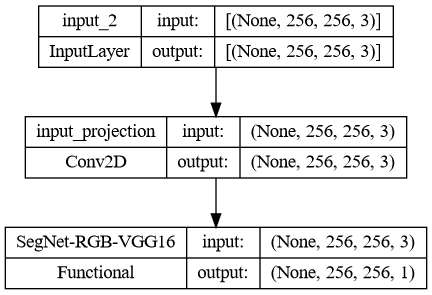 input_2 input: [(None, 256, 256, 3)]
InputLayer output: [(None, 256, 256, 3)]
input_projection input: (None, 256, 256, 3)
Conv2D output: (None, 256, 256, 3)
SegNet-RGB-VGG16 input: (None, 256, 256, 3)
Functional output: (None, 256, 256, 1)